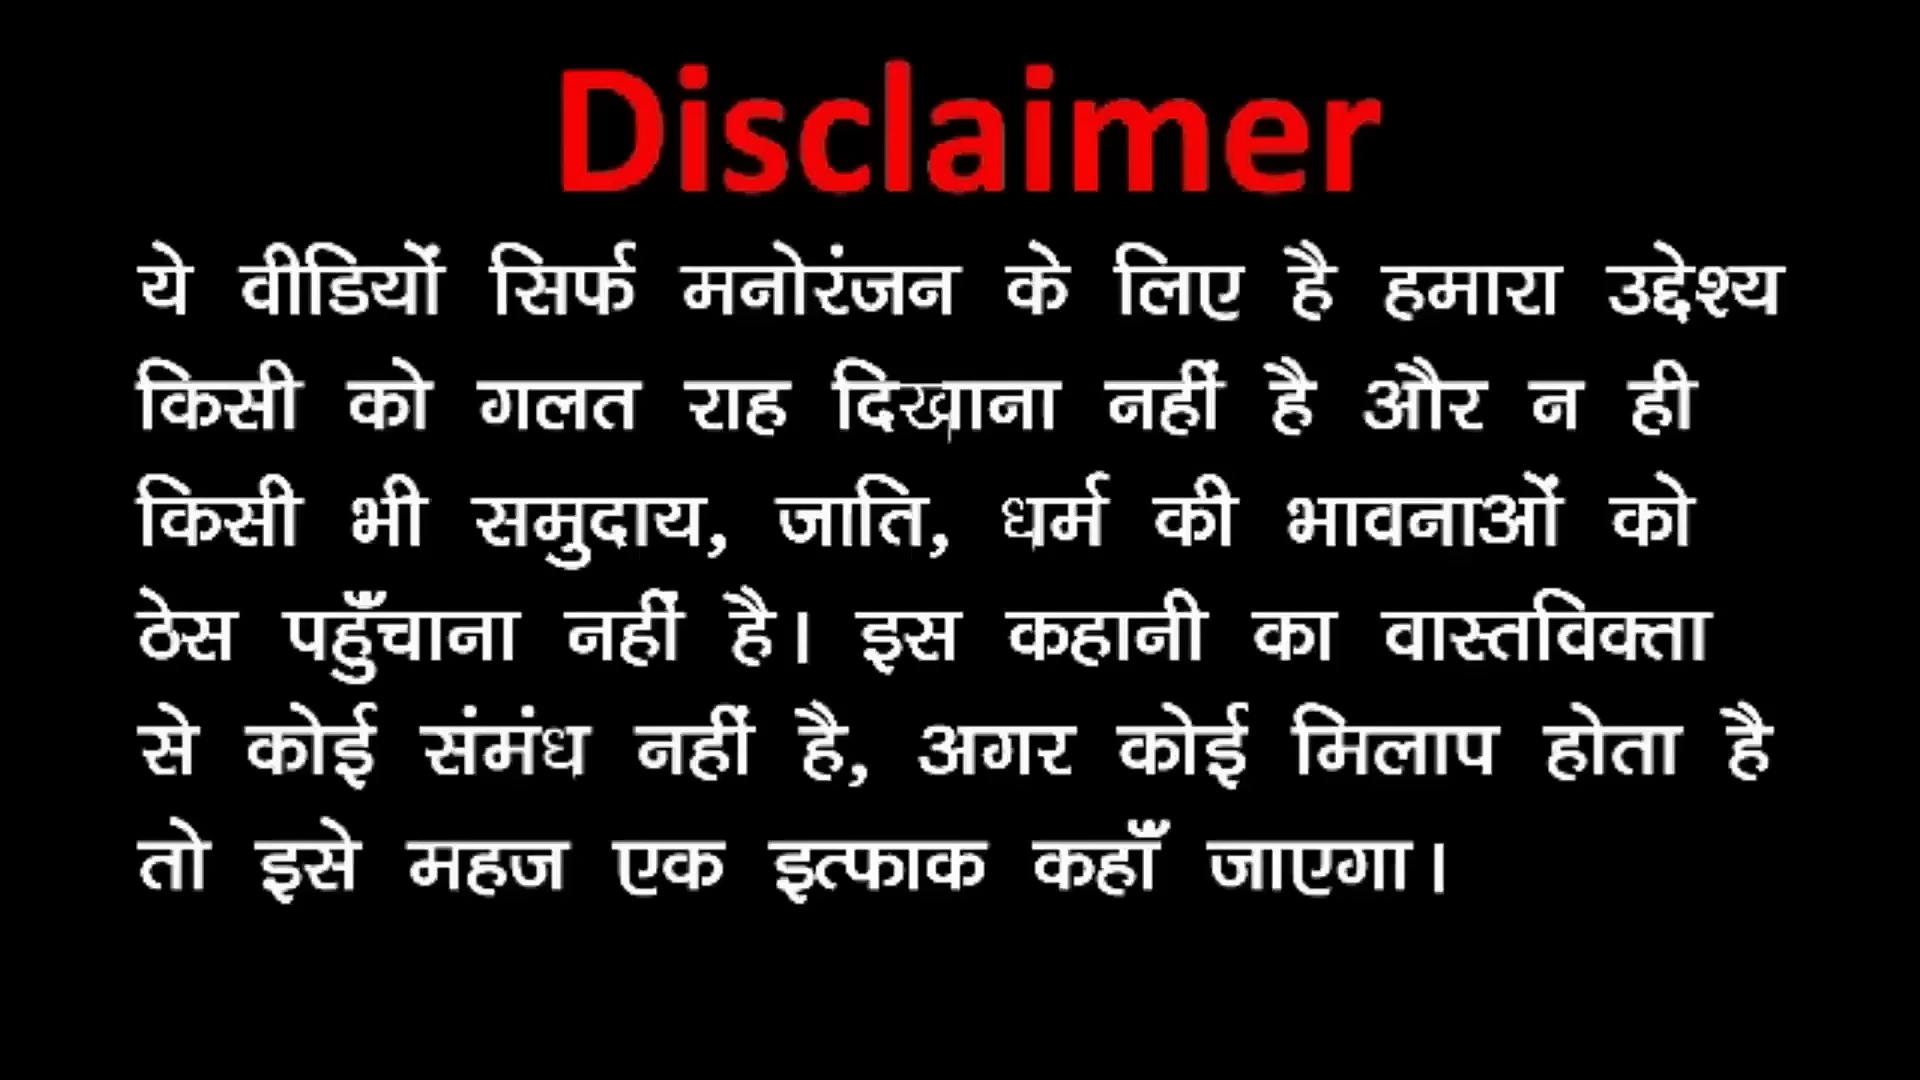 Disclaimer
ये वीडियों सिर्फ मनोरंजन के लिए है हमारा उद्देश्य
किसी को गलत राह दिखाना नहीं है और न ही
किसी भी समुदाय, जाति, धर्म की भावनाओं को
ठेस पहुँचाना नहीं है। इस कहानी का वास्तविक्ता
से कोई संमंध नहीं है, अगर कोई मिलाप होता है
तो इसे महज एक इत्फाक कहाँ जाएगा।